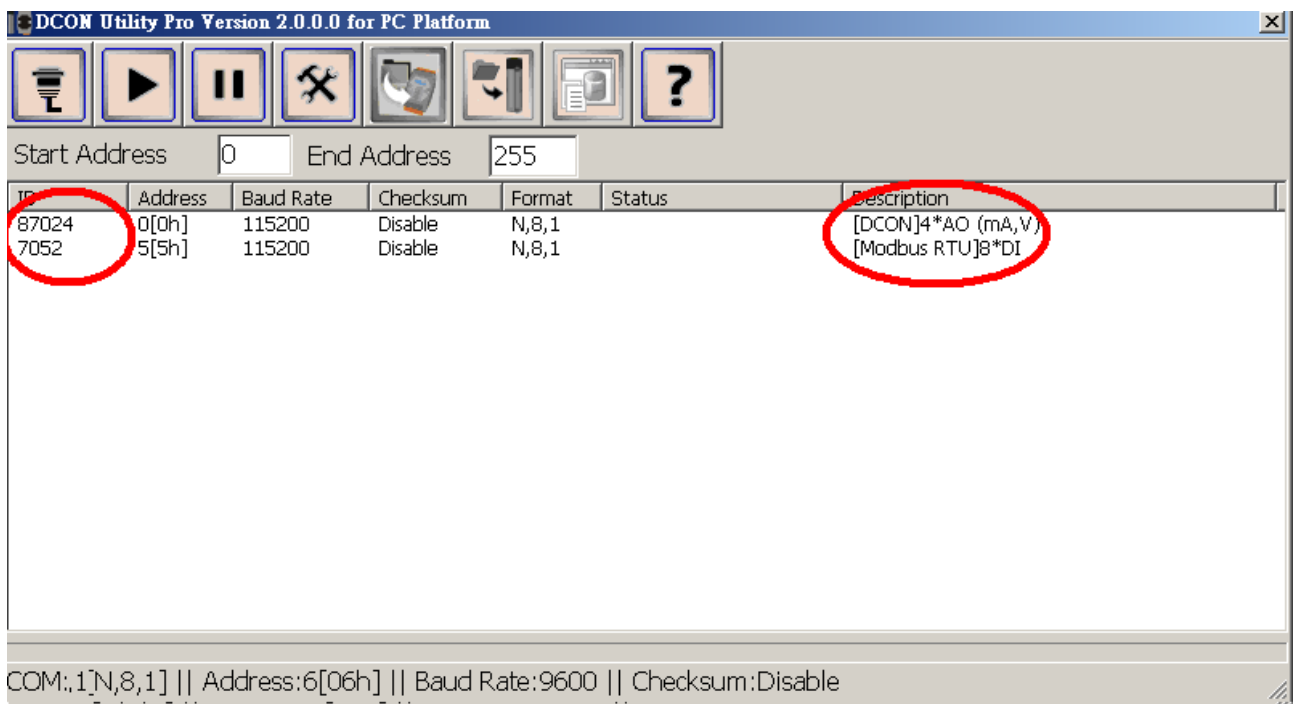 DCON Utility Pro Version 2.0.0.0 for PC Platform
Start Address 0 End Address 255
ID Address Baud Rate Checksum Format Status Description
87024 0[0h] 115200 Disable N,8,1 [DCON]4*AO (mA,V)
7052 5[5h] 115200 Disable N,8,1 [Modbus RTU]8*DI
COM:,1[N,8,1] || Address:6[06h] || Baud Rate:9600 || Checksum:Disable